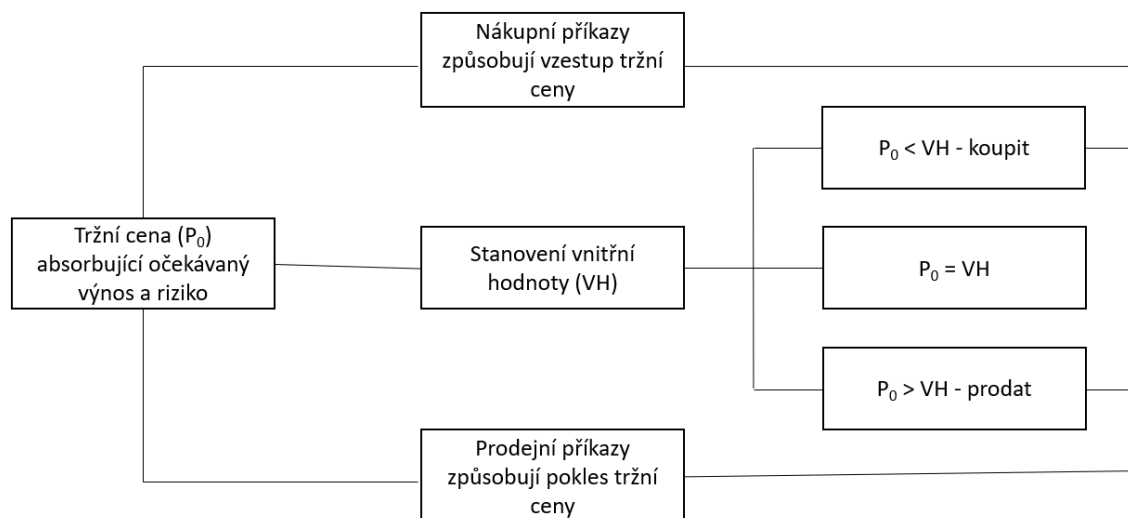 Nákupní příkazy
způsobují vzestup tržní
ceny
P₀ < VH - koupit
Tržní cena (P₀)
absorbující očekávaný
výnos a riziko
Stanovení vnitřní
hodnoty (VH)
P₀ = VH
P₀ > VH - prodat
Prodejní příkazy
způsobují pokles tržní
ceny